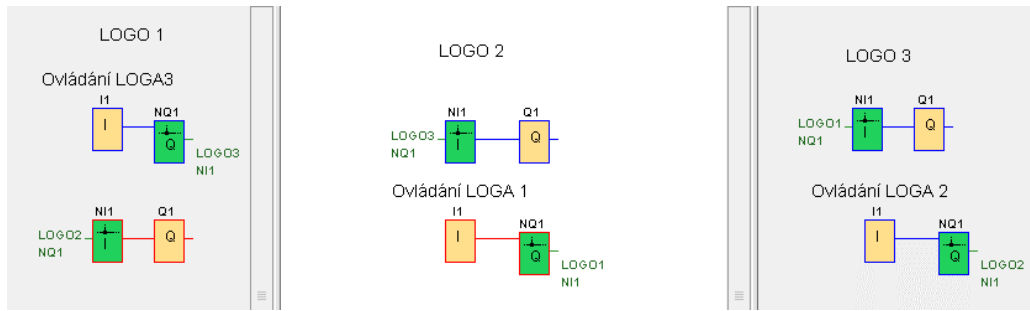 LOGO 1
Ovládání LOGA3
I1
NQ1
I
Q
LOGO3
NI1
NI1
Q1
LOGO2
NQ1
I
Q
LOGO 2
NI1
Q1
LOGO3
NQ1
I
Q
Ovládání LOGA 1
I1
NQ1
I
Q
LOGO1
NI1
LOGO 3
NI1
Q1
LOGO1
NQ1
I
Q
Ovládání LOGA 2
I1
NQ1
I
Q
LOGO2
NI1